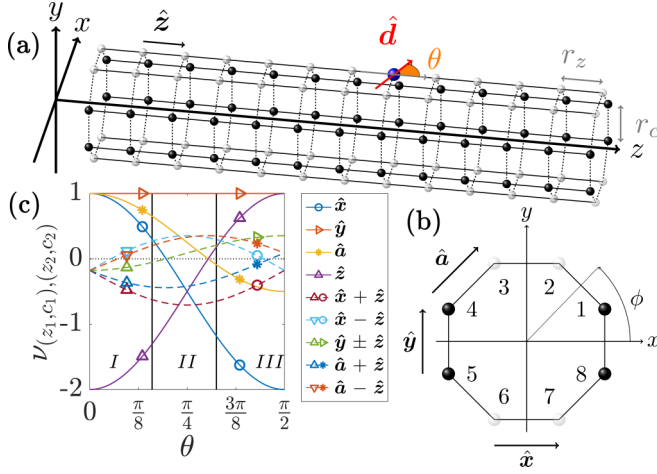 (a)
y
x
ẑ
d̂
θ
r_z
r_c
z
(c)
ν_(z₁,c₁),(z₂,c₂)
1
0
-1
-2
I
II
III
0
π/8
π/4
3π/8
π/2
θ
x̂
ŷ
â
ẑ
x̂ + ẑ
x̂ − ẑ
ŷ ± ẑ
â + ẑ
â − ẑ
(b)
y
â
ŷ
x̂
ϕ
x
3
2
4
1
5
8
6
7